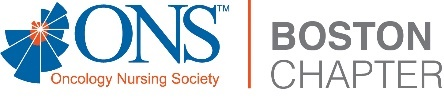 ONS™
Oncology Nursing Society
BOSTON
CHAPTER